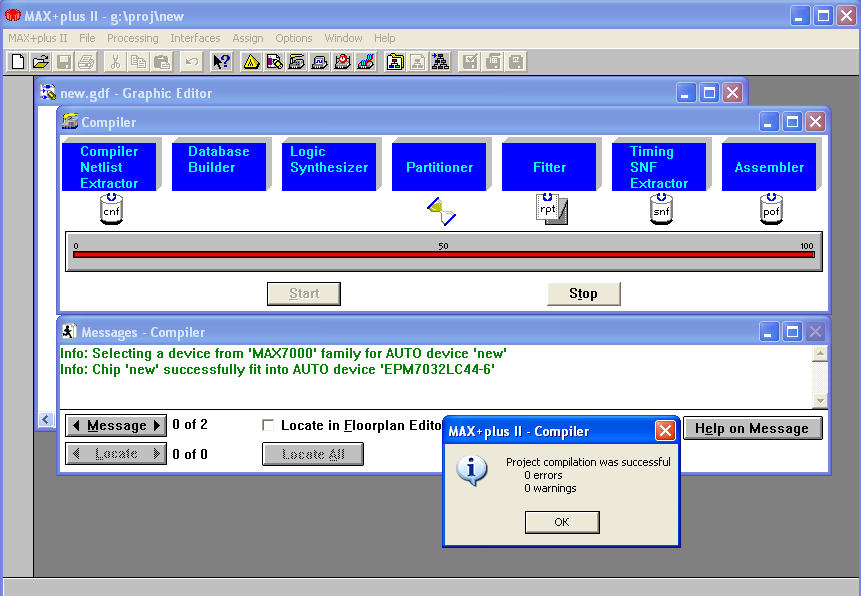 MAX+plus II - g:\proj\new
MAX+plus II File Processing Interfaces Assign Options Window Help
new.gdf - Graphic Editor
Compiler
Compiler
Netlist
Extractor
Database
Builder
Logic
Synthesizer
Partitioner
Fitter
Timing
SNF
Extractor
Assembler
cnf
rpt
snf
pof
0 50 100
Start
Stop
Messages - Compiler
Info: Selecting a device from 'MAX7000' family for AUTO device 'new'
Info: Chip 'new' successfully fit into AUTO device 'EPM7032LC44-6'
Message 0 of 2
Locate in Floorplan Edito
Help on Message
Locate 0 of 0
Locate All
MAX+plus II - Compiler
Project compilation was successful
0 errors
0 warnings
OK